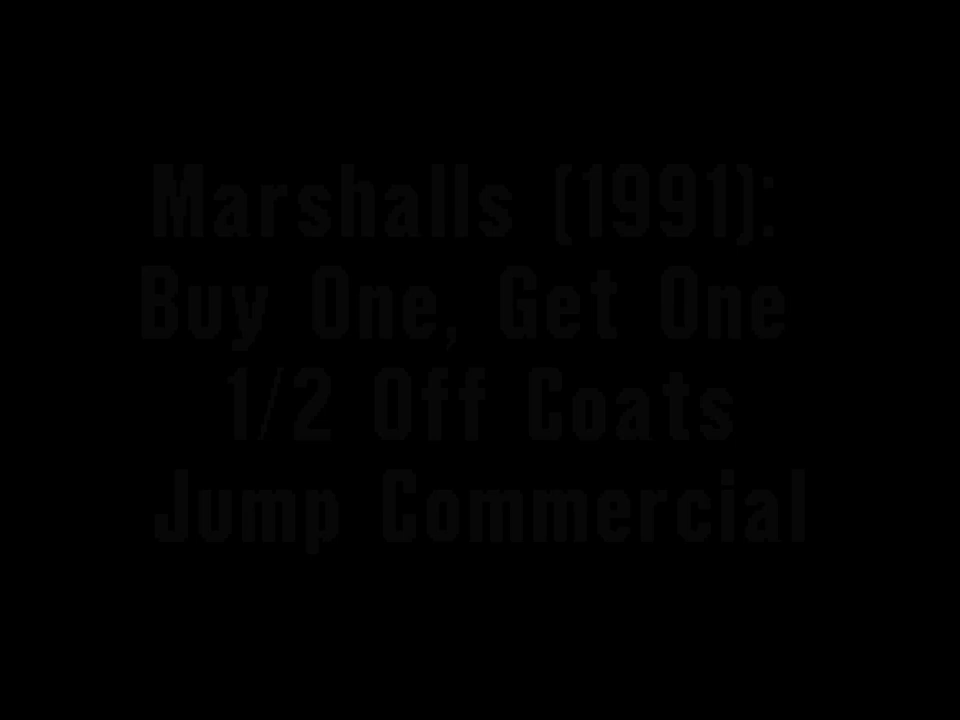 Marshalls (1991):
Buy One, Get One
1/2 Off Coats
Jump Commercial